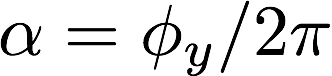 α = ϕ_y/2π